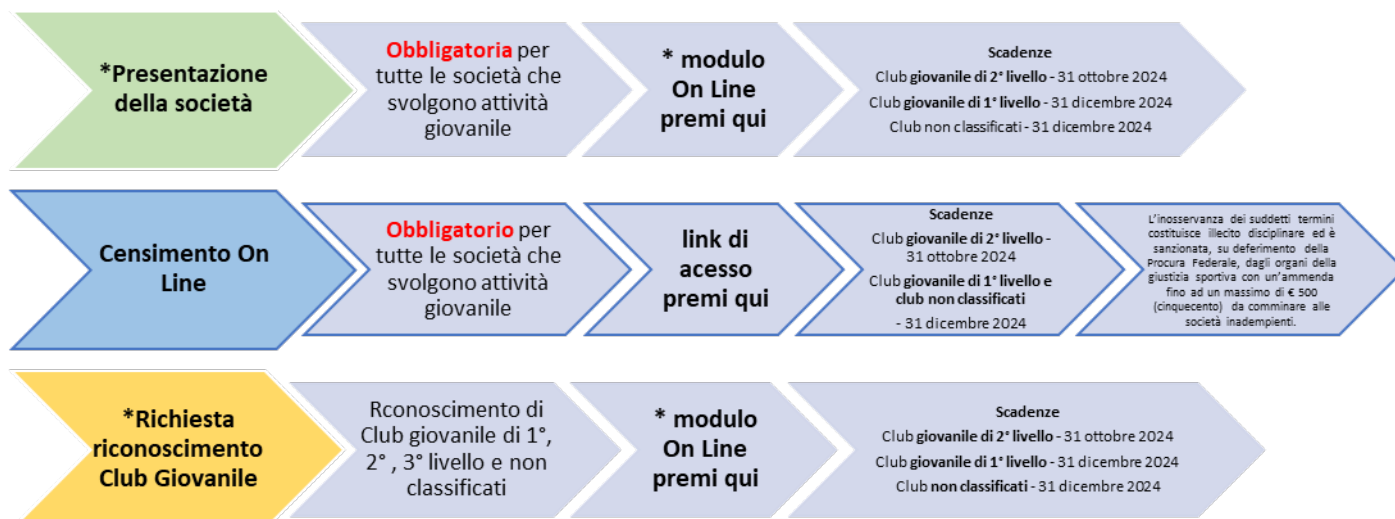 *Presentazione
della società
Obbligatoria per
tutte le società che
svolgono attività
giovanile
* modulo
On Line
premi qui
Scadenze
Club giovanile di 2° livello - 31 ottobre 2024
Club giovanile di 1° livello - 31 dicembre 2024
Club non classificati - 31 dicembre 2024
Censimento On
Line
Obbligatorio per
tutte le società che
svolgono attività
giovanile
link di
acesso
premi qui
Scadenze
Club giovanile di 2° livello -
31 ottobre 2024
Club giovanile di 1° livello e
club non classificati
- 31 dicembre 2024
L'inosservanza dei suddetti termini
costituisce illecito disciplinare ed è
sanzionata, su deferimento della
Procura Federale, dagli organi della
giustizia sportiva con un'ammenda
fino ad un massimo di € 500
(cinquecento) da comminare alle
società inadempienti.
*Richiesta
riconoscimento
Club Giovanile
Rconoscimento di
Club giovanile di 1°,
2° , 3° livello e non
classificati
* modulo
On Line
premi qui
Scadenze
Club giovanile di 2° livello - 31 ottobre 2024
Club giovanile di 1° livello - 31 dicembre 2024
Club non classificati - 31 dicembre 2024